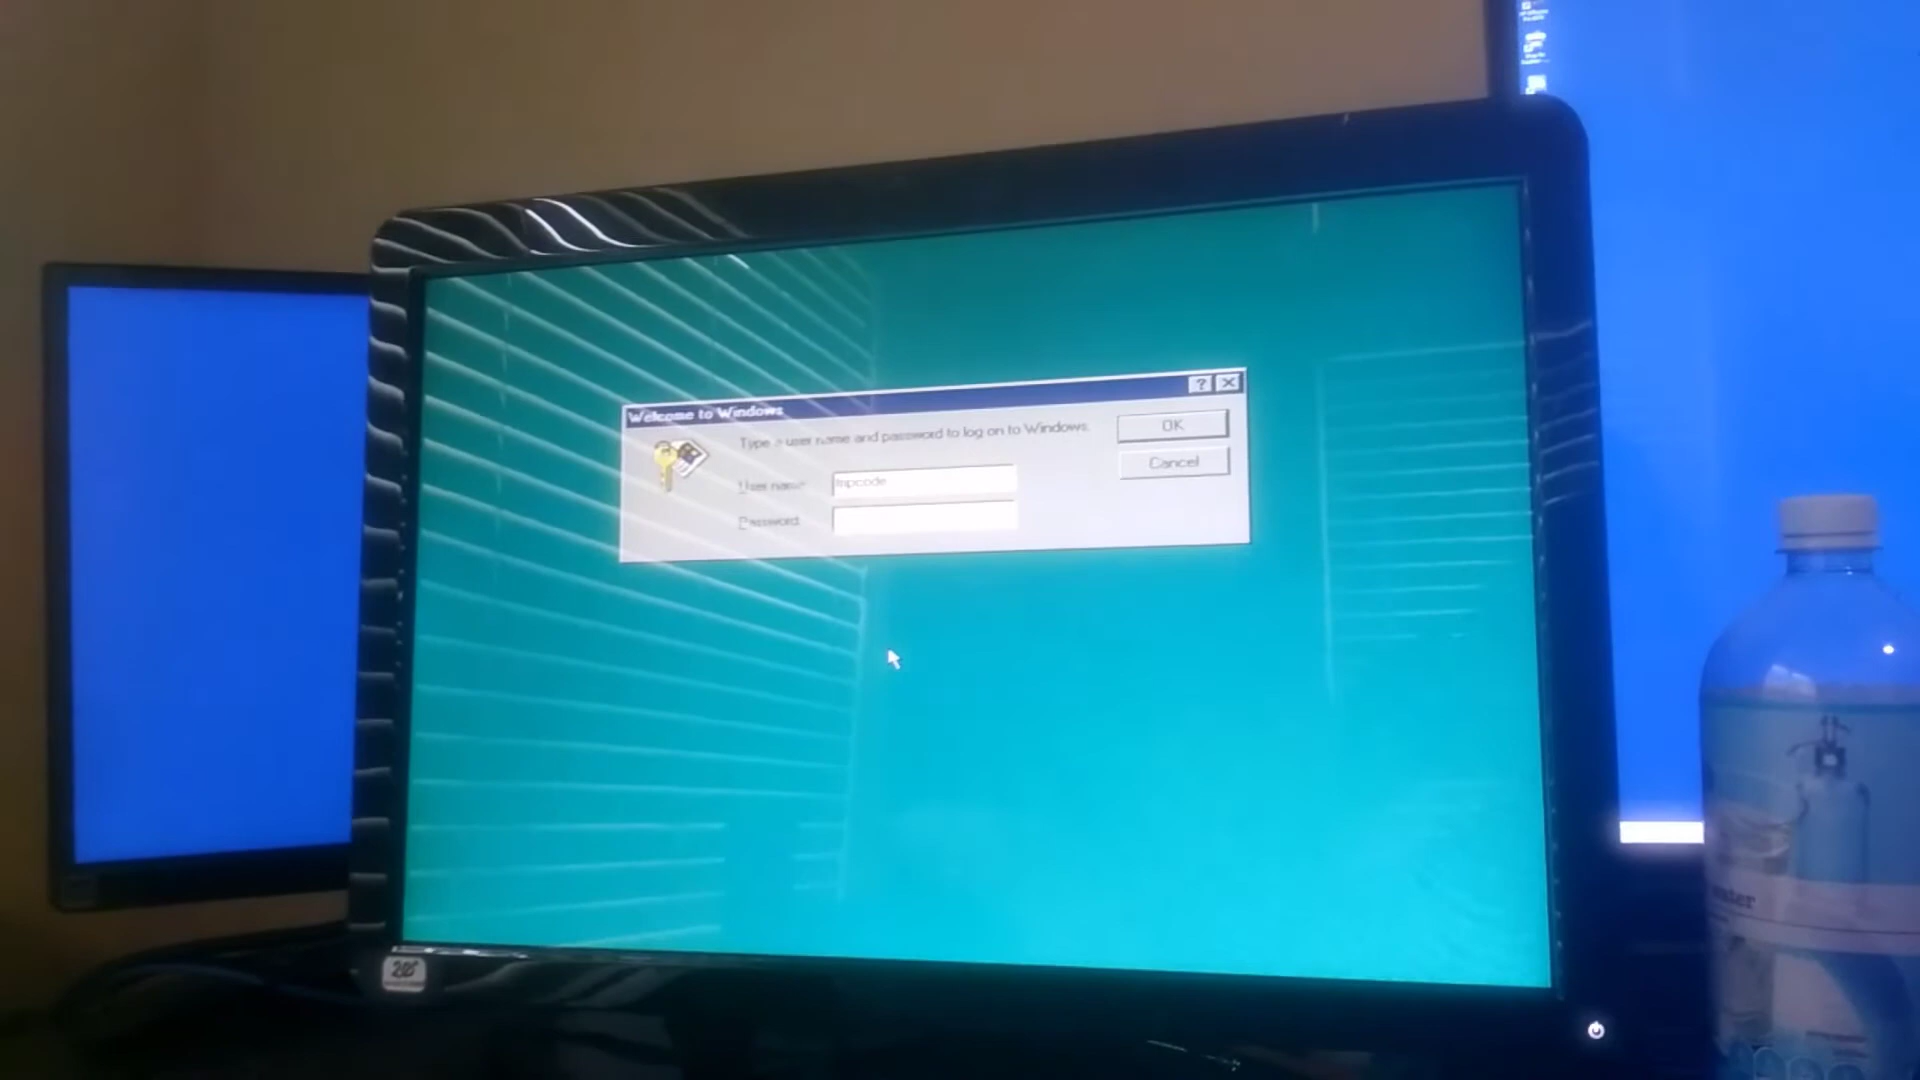 Welcome to Windows
Type a user name and password to log on to Windows.
OK
Cancel
User name:
Password:
20"
water